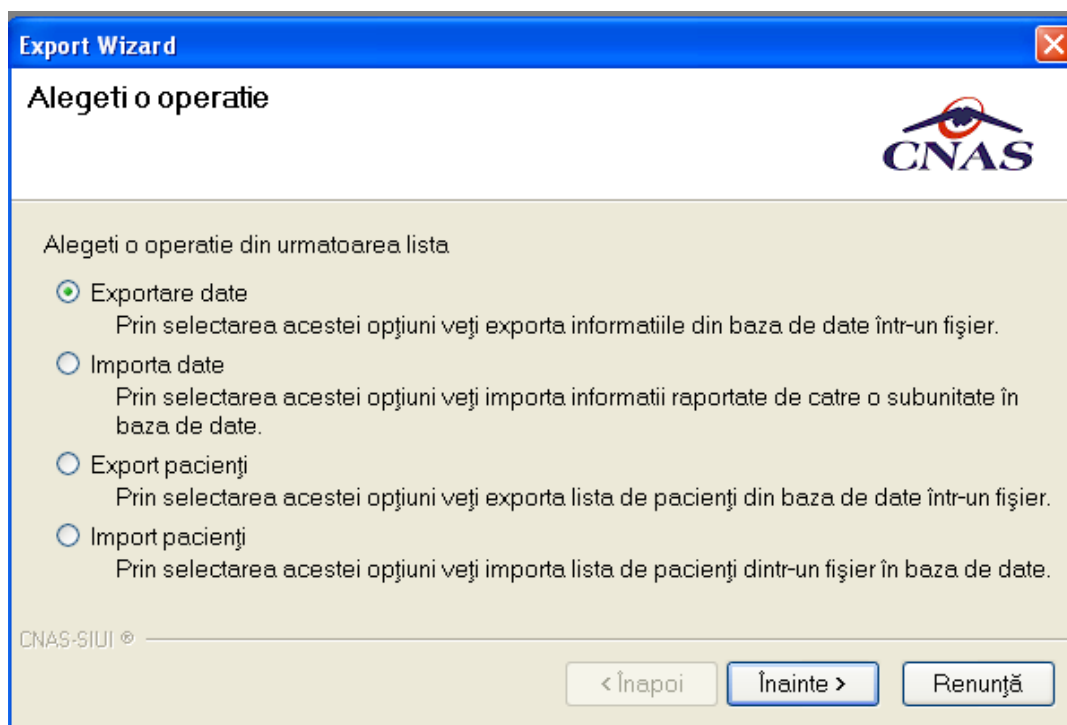 Export Wizard
Alegeti o operatie
CNAS
Alegeti o operatie din urmatoarea lista
Exportare date
Prin selectarea acestei opţiuni veţi exporta informatiile din baza de date într-un fişier.
Importa date
Prin selectarea acestei opţiuni veţi importa informatii raportate de catre o subunitate în
baza de date.
Export pacienţi
Prin selectarea acestei opţiuni veţi exporta lista de pacienţi din baza de date într-un fişier.
Import pacienţi
Prin selectarea acestei opţiuni veţi importa lista de pacienţi dintr-un fişier în baza de date.
CNAS-SIUI ®
< Înapoi Înainte > Renunţă